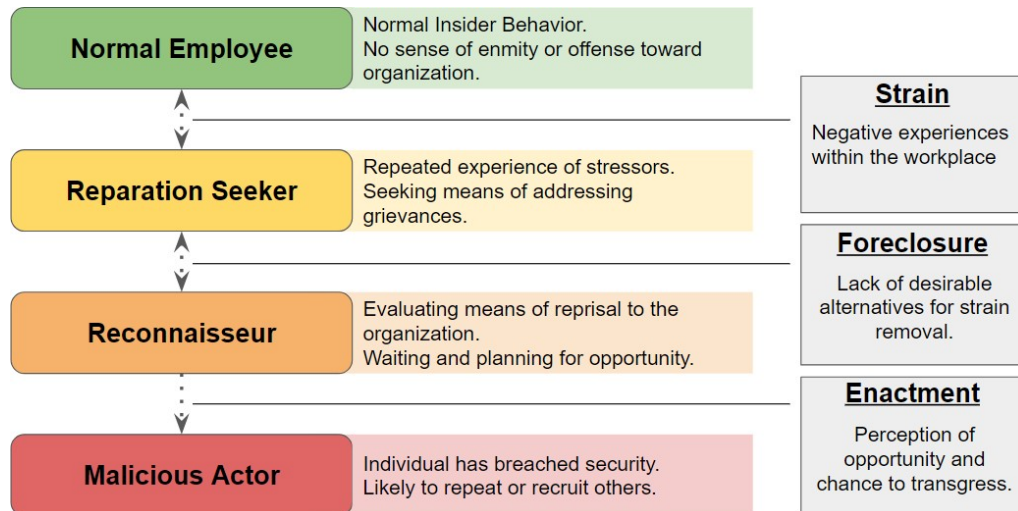 Normal Employee
Normal Insider Behavior.
No sense of enmity or offense toward
organization.
Strain
Negative experiences
within the workplace
Reparation Seeker
Repeated experience of stressors.
Seeking means of addressing
grievances.
Foreclosure
Lack of desirable
alternatives for strain
removal.
Reconnaisseur
Evaluating means of reprisal to the
organization.
Waiting and planning for opportunity.
Enactment
Perception of
opportunity and
chance to transgress.
Malicious Actor
Individual has breached security.
Likely to repeat or recruit others.